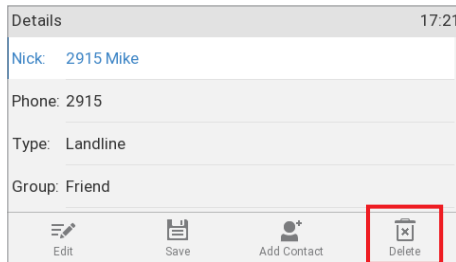 Details 17:21
Nick: 2915 Mike
Phone: 2915
Type: Landline
Group: Friend
Edit Save Add Contact Delete